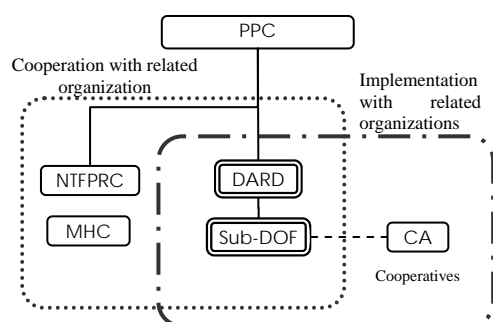 PPC
Cooperation with related
organization
Implementation
with related
organizations
NTFPRC
DARD
MHC
Sub-DOF
CA
Cooperatives